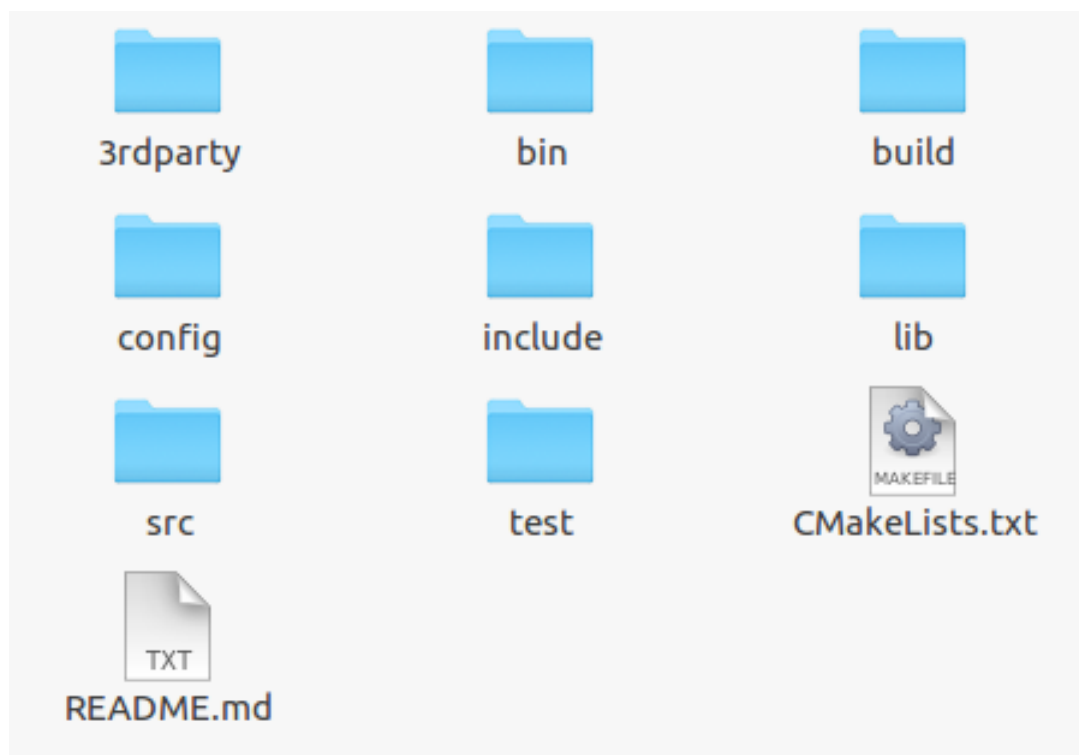 3rdparty
bin
build
config
include
lib
MAKEFILE
src
test
CMakeLists.txt
TXT
README.md